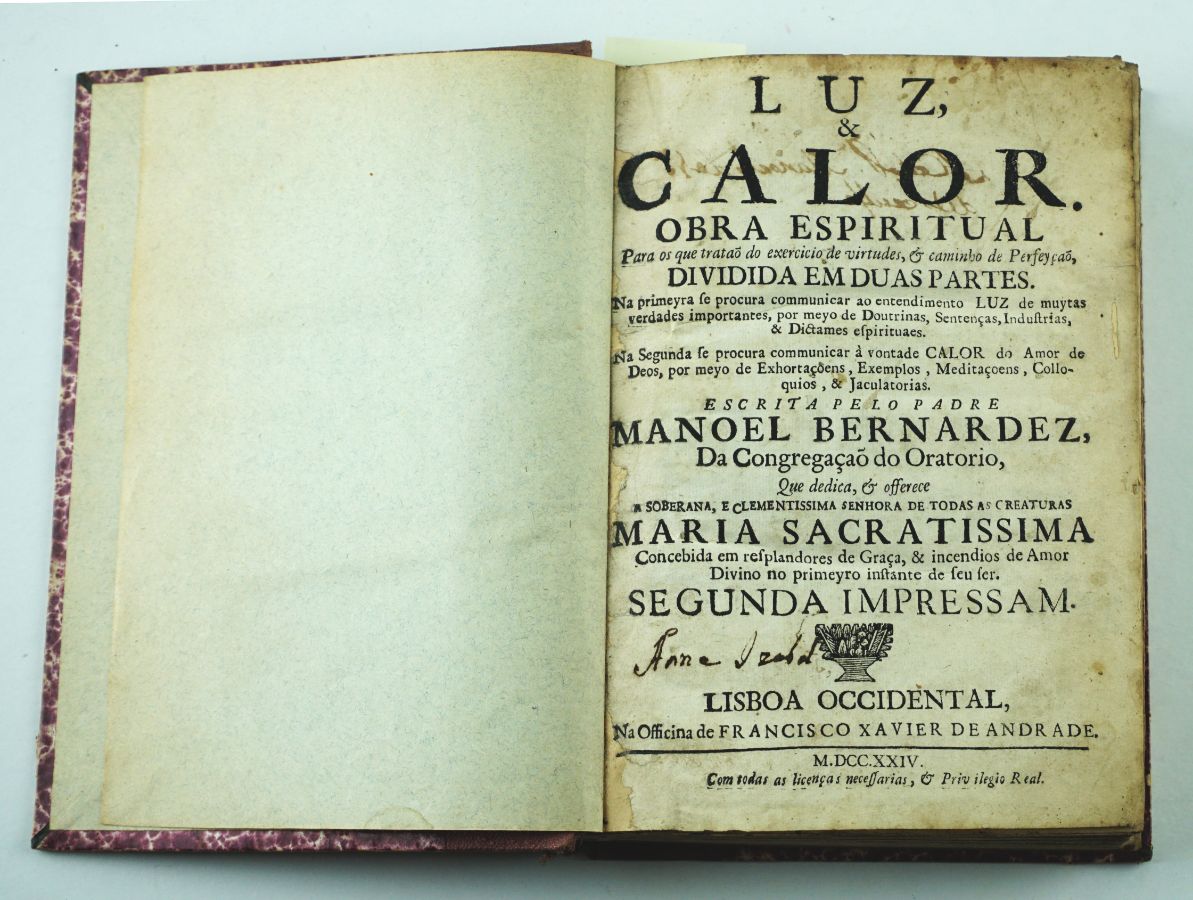 LUZ,
&
CALOR.
OBRA ESPIRITUAL
Para os que trataõ do exercicio de virtudes, & caminho de Perfeyçaõ,
DIVIDIDA EM DUAS PARTES.
Na primeyra ſe procura communicar ao entendimento LUZ de muytas
verdades importantes, por meyo de Doutrinas, Sentenças, Induſtrias,
& Dictames eſpirituaes.
Na Segunda ſe procura communicar à vontade CALOR do Amor de
Deos, por meyo de Exhortaçõens, Exemplos, Meditaçoens, Collo-
quios, & Jaculatorias.
ESCRITA PELO PADRE
MANOEL BERNARDEZ,
Da Congregaçaõ do Oratorio,
Que dedica, & offerece
A SOBERANA, E CLEMENTISSIMA SENHORA DE TODAS AS CREATURAS
MARIA SACRATISSIMA
Concebida em reſplandores de Graça, & incendios de Amor
Divino no primeyro inſtante de ſeu ſer.
SEGUNDA IMPRESSAM.
Anna
LISBOA OCCIDENTAL,
Na Officina de FRANCISCO XAVIER DE ANDRADE.
M.DCC.XXIV.
Com todas as licenças neceſſarias, & Privilegio Real.